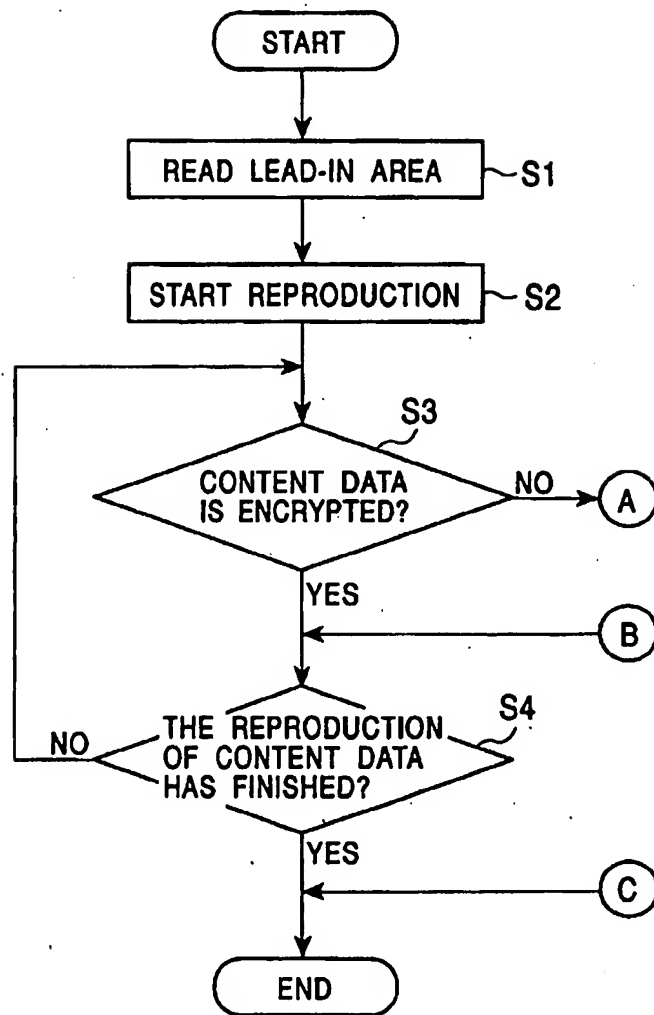 START
READ LEAD-IN AREA
S1
START REPRODUCTION
S2
S3
CONTENT DATA
IS ENCRYPTED?
NO
A
YES
B
S4
THE REPRODUCTION
OF CONTENT DATA
HAS FINISHED?
NO
YES
C
END